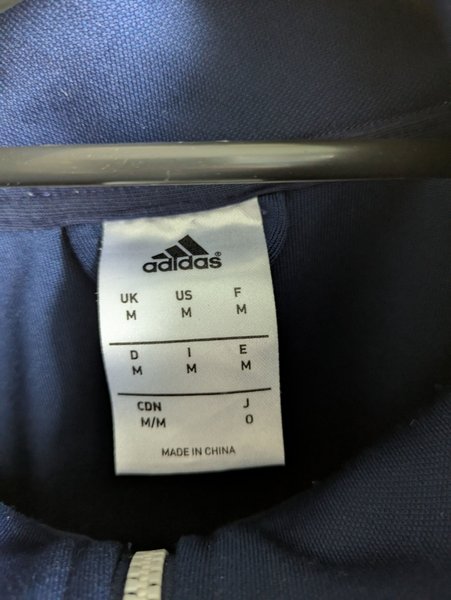 adidas®
UK US F
M M M
D I E
M M M
CDN J
M/M O
MADE IN CHINA